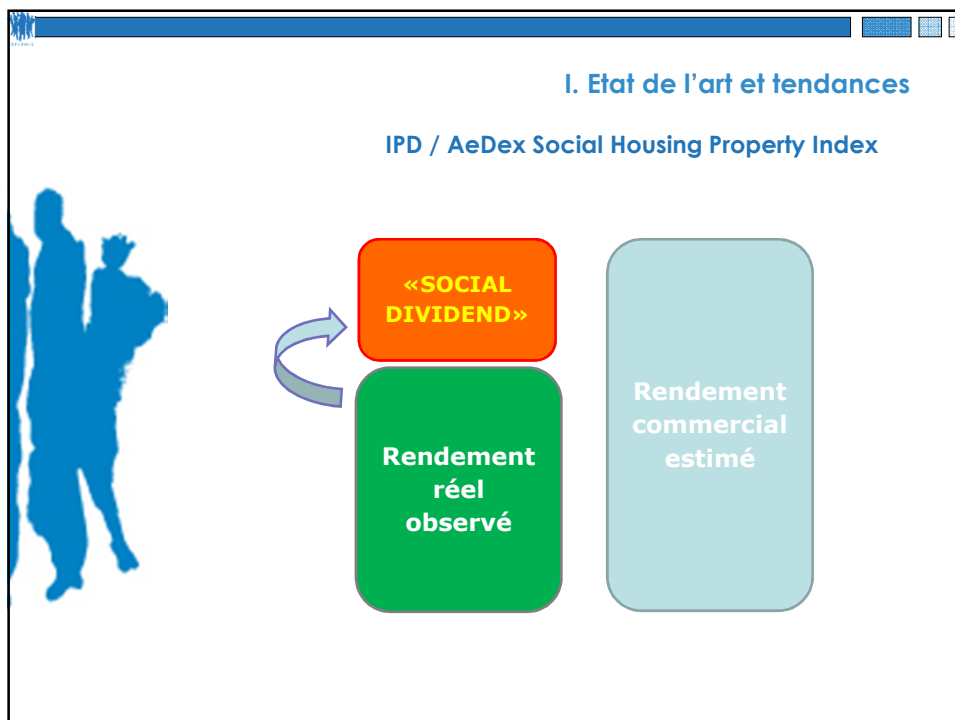 I. Etat de l’art et tendances
IPD / AeDex Social Housing Property Index
«SOCIAL
DIVIDEND»
Rendement
réel
observé
Rendement
commercial
estimé